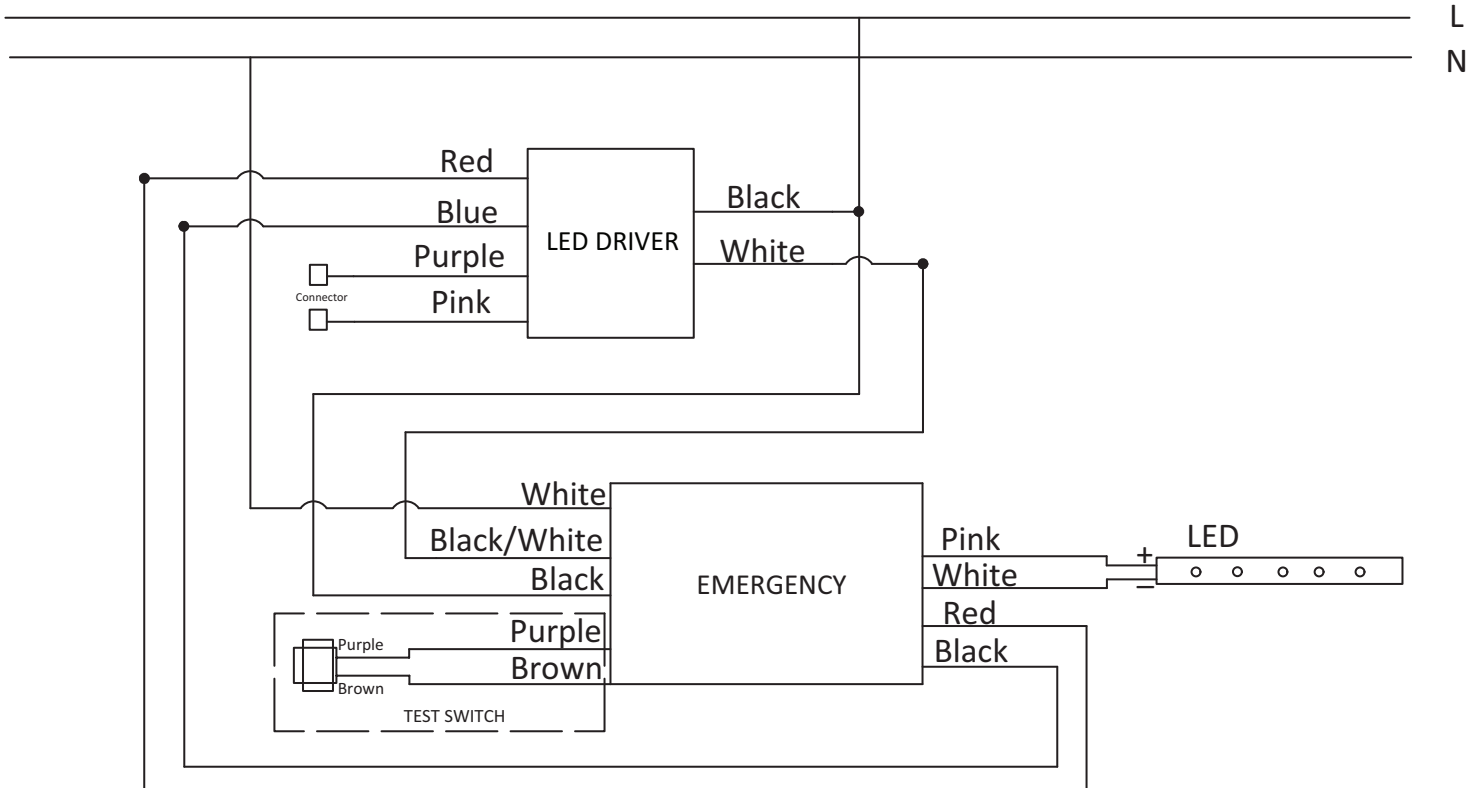 L
N
Red
Blue
Purple
Pink
Connector
LED DRIVER
Black
White
White
Black/White
Black
Purple
Brown
Purple
Brown
TEST SWITCH
EMERGENCY
Pink
White
Red
Black
+
−
LED